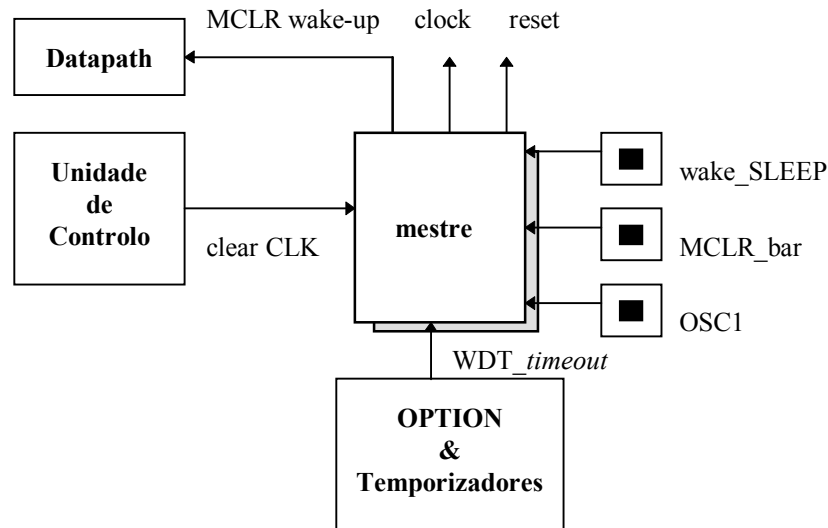 MCLR wake-up clock reset
Datapath
Unidade
de
Controlo
clear CLK
mestre
wake_SLEEP
MCLR_bar
OSC1
WDT_timeout
OPTION
&
Temporizadores